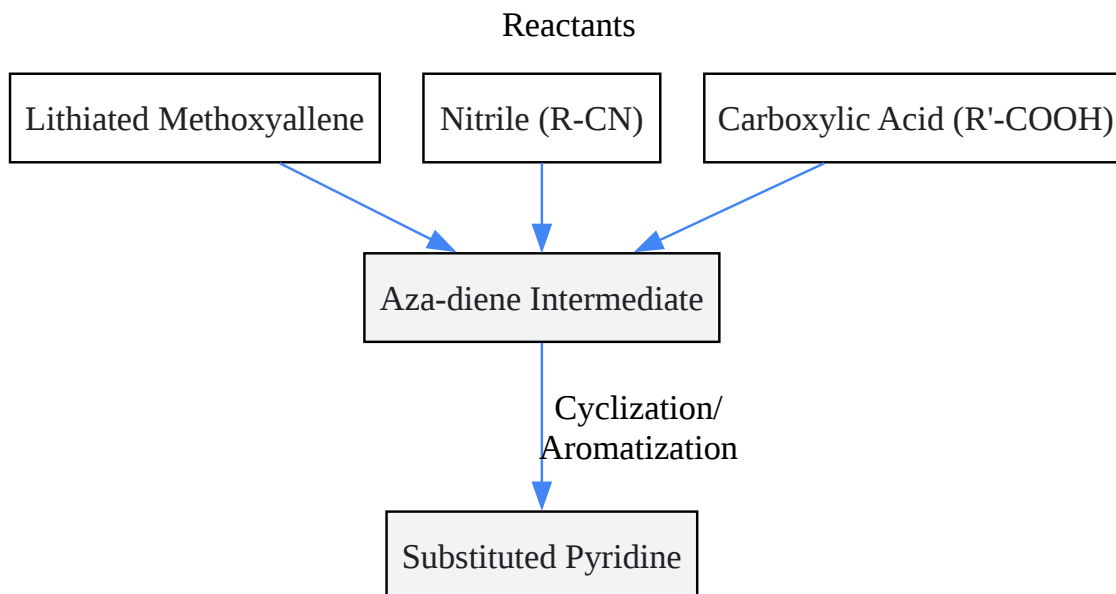 Reactants
Lithiated Methoxyallene
Nitrile (R-CN)
Carboxylic Acid (R'-COOH)
Aza-diene Intermediate
Cyclization/
Aromatization
Substituted Pyridine